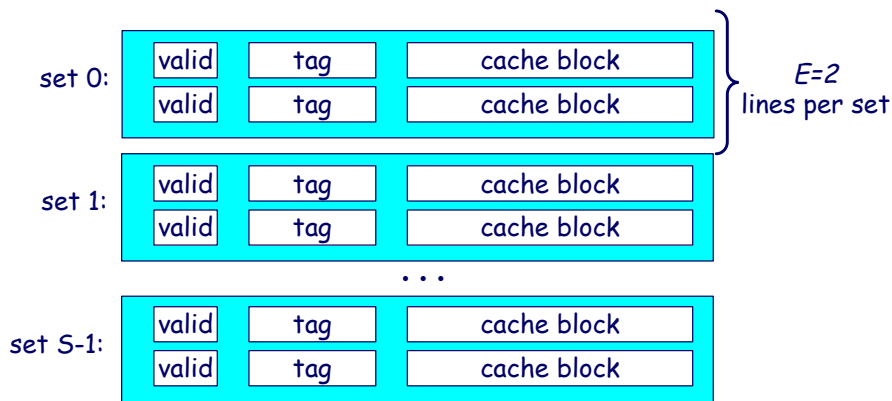 set 0:
valid tag cache block
valid tag cache block
E=2
lines per set
set 1:
valid tag cache block
valid tag cache block
...
set S-1:
valid tag cache block
valid tag cache block